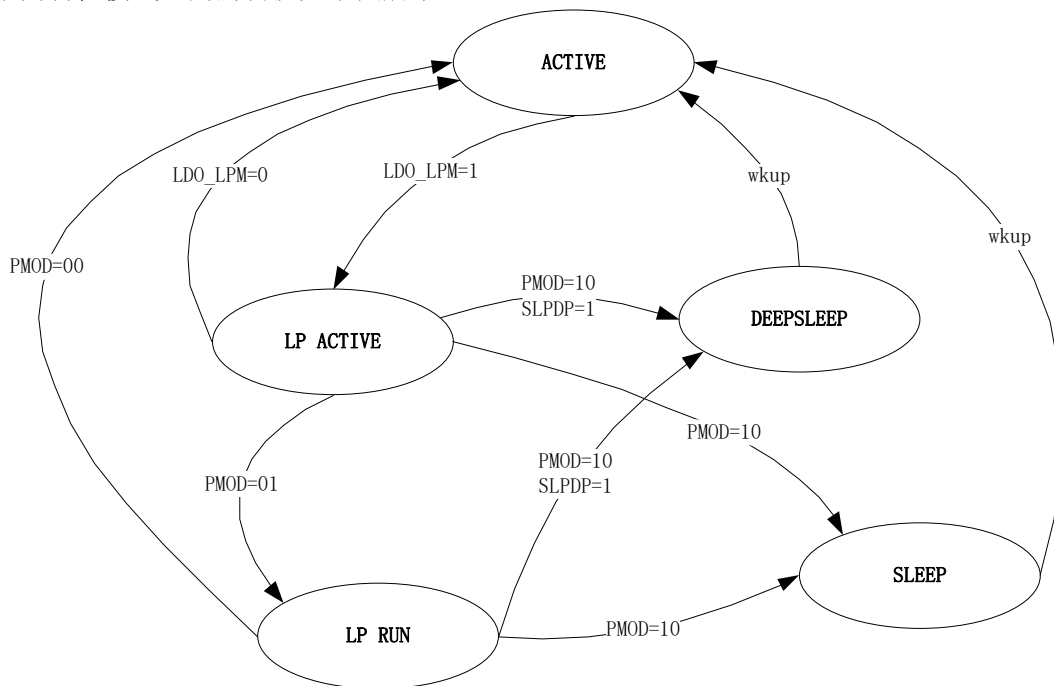 ACTIVE
LDO_LPM=0
LDO_LPM=1
wkup
wkup
PMOD=00
PMOD=10
SLPDP=1
DEEPSLEEP
LP ACTIVE
PMOD=10
PMOD=10
SLPDP=1
PMOD=01
SLEEP
LP RUN
PMOD=10